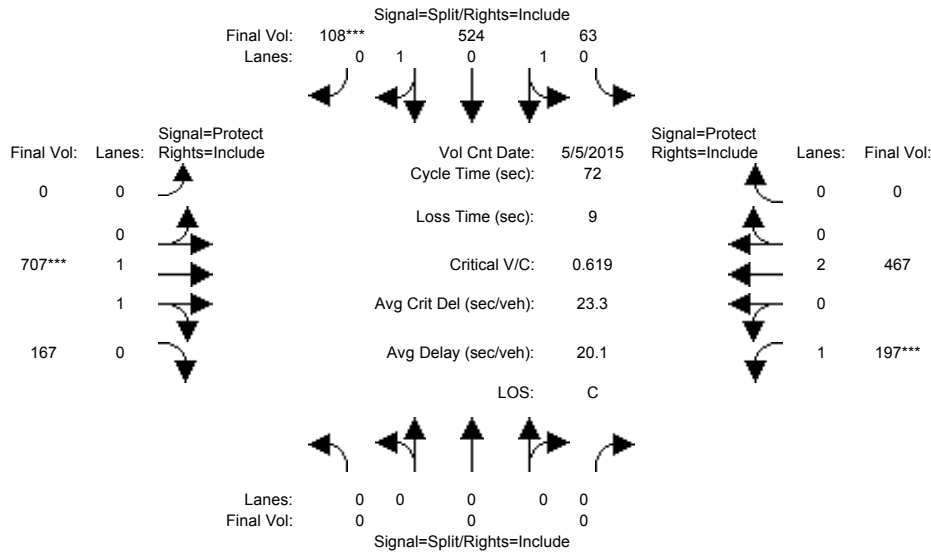 Signal=Split/Rights=Include
Final Vol: 108*** 524 63
Lanes: 0 1 0 1 0
Signal=Protect
Final Vol: Lanes: Rights=Include
Vol Cnt Date: 5/5/2015
Signal=Protect
Rights=Include Lanes: Final Vol:
Cycle Time (sec): 72
0 0
0 0
Loss Time (sec): 9
0
0
707*** 1
Critical V/C: 0.619
2 467
1
Avg Crit Del (sec/veh): 23.3
0
167 0
Avg Delay (sec/veh): 20.1
1 197***
LOS: C
Lanes: 0 0 0 0 0
Final Vol: 0 0 0
Signal=Split/Rights=Include